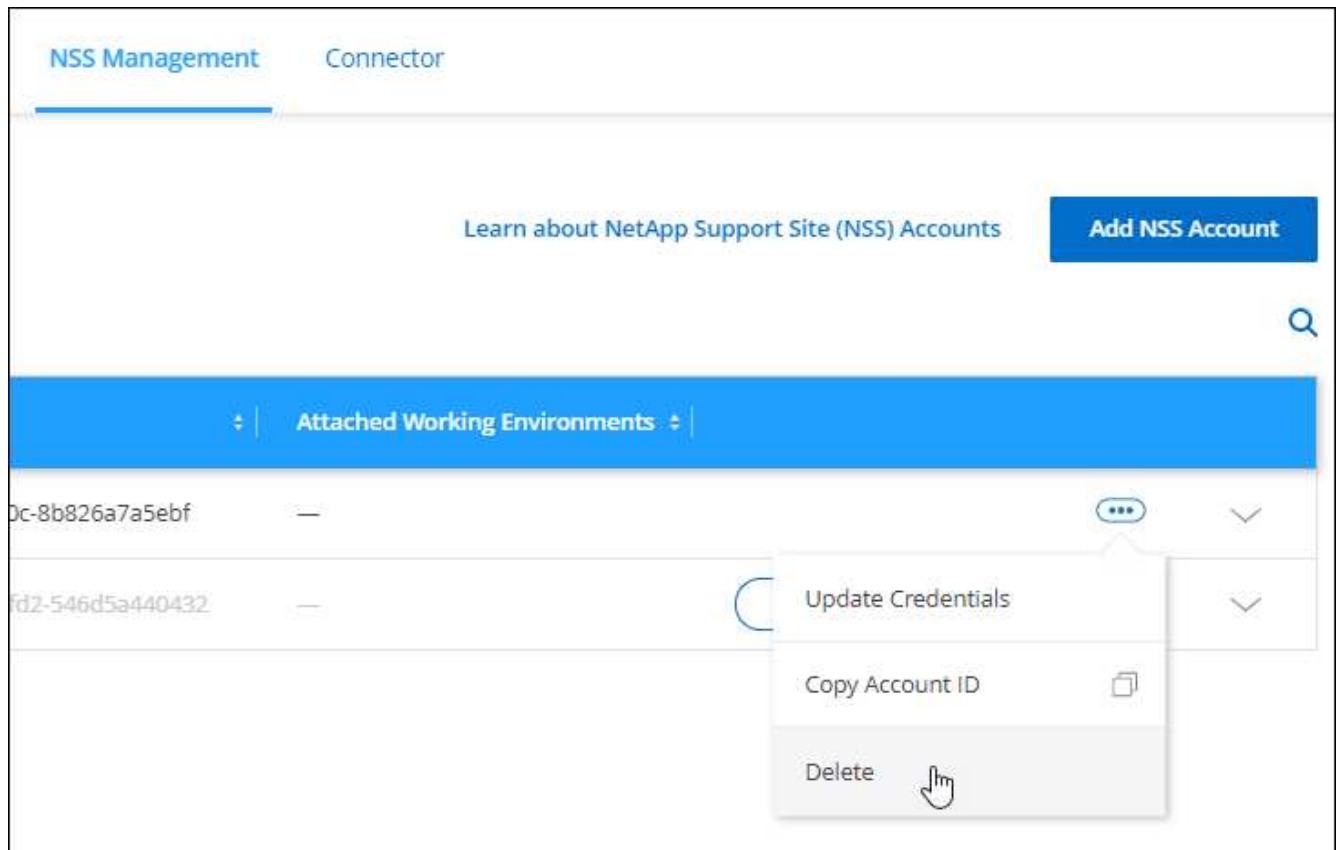 NSS Management Connector
Learn about NetApp Support Site (NSS) Accounts Add NSS Account
Attached Working Environments
0c-8b826a7a5ebf —
fd2-546d5a440432 —
Update Credentials
Copy Account ID
Delete